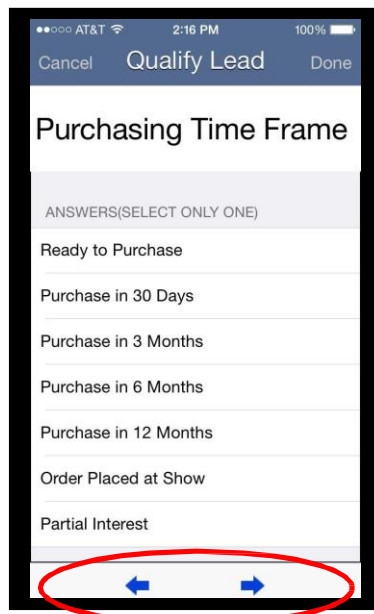 AT&T 2:16 PM 100%
Cancel Qualify Lead Done
Purchasing Time Frame
ANSWERS(SELECT ONLY ONE)
Ready to Purchase
Purchase in 30 Days
Purchase in 3 Months
Purchase in 6 Months
Purchase in 12 Months
Order Placed at Show
Partial Interest